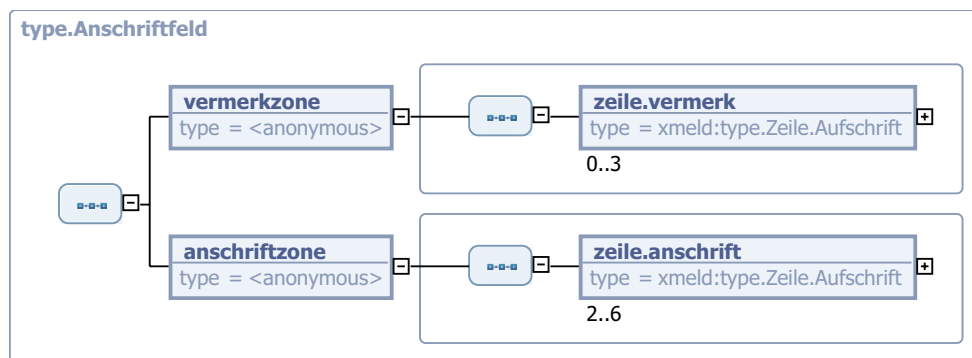 type.Anschriftfeld
vermerkzone
type = <anonymous>
zeile.vermerk
type = xmeld:type.Zeile.Aufschrift
0..3
anschriftzone
type = <anonymous>
zeile.anschrift
type = xmeld:type.Zeile.Aufschrift
2..6